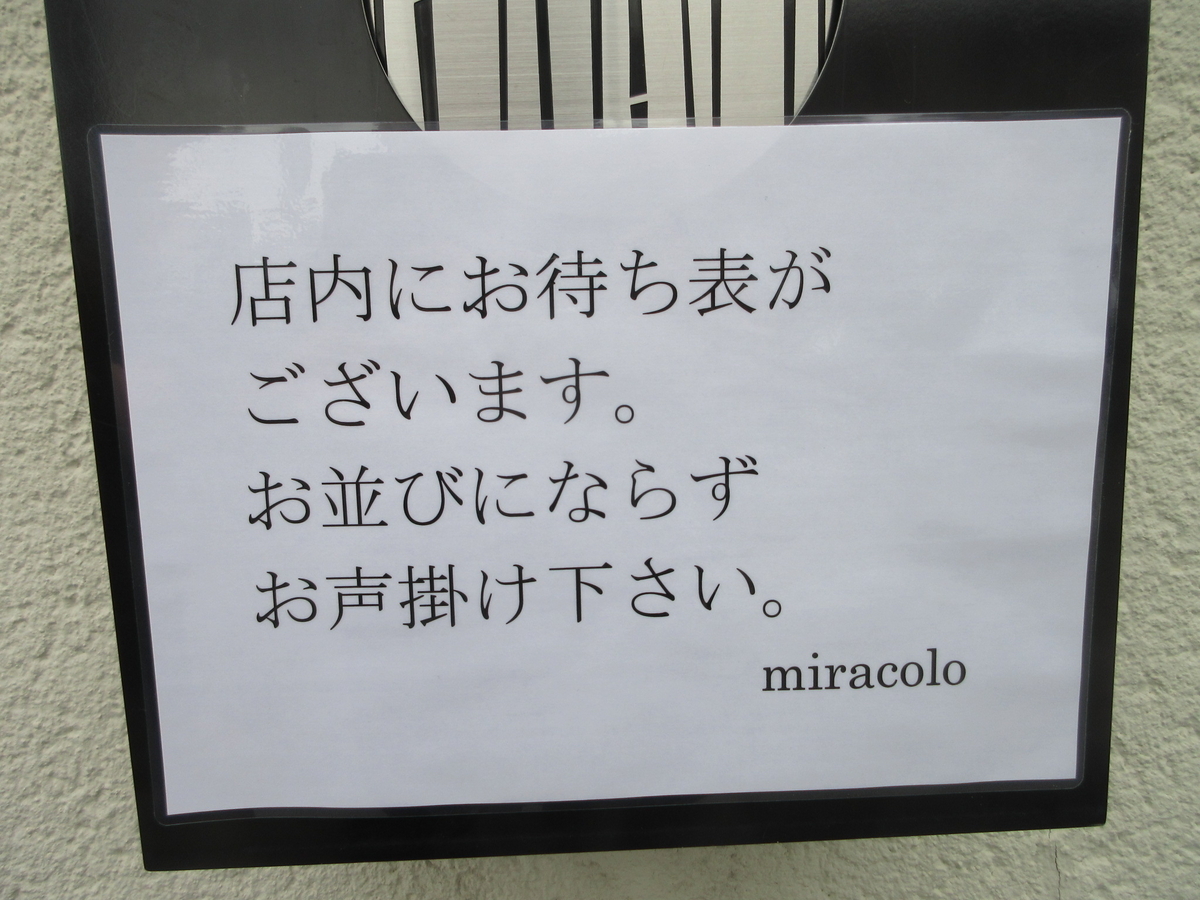 店内にお待ち表が
ございます。
お並びにならず
お声掛け下さい。
miracolo